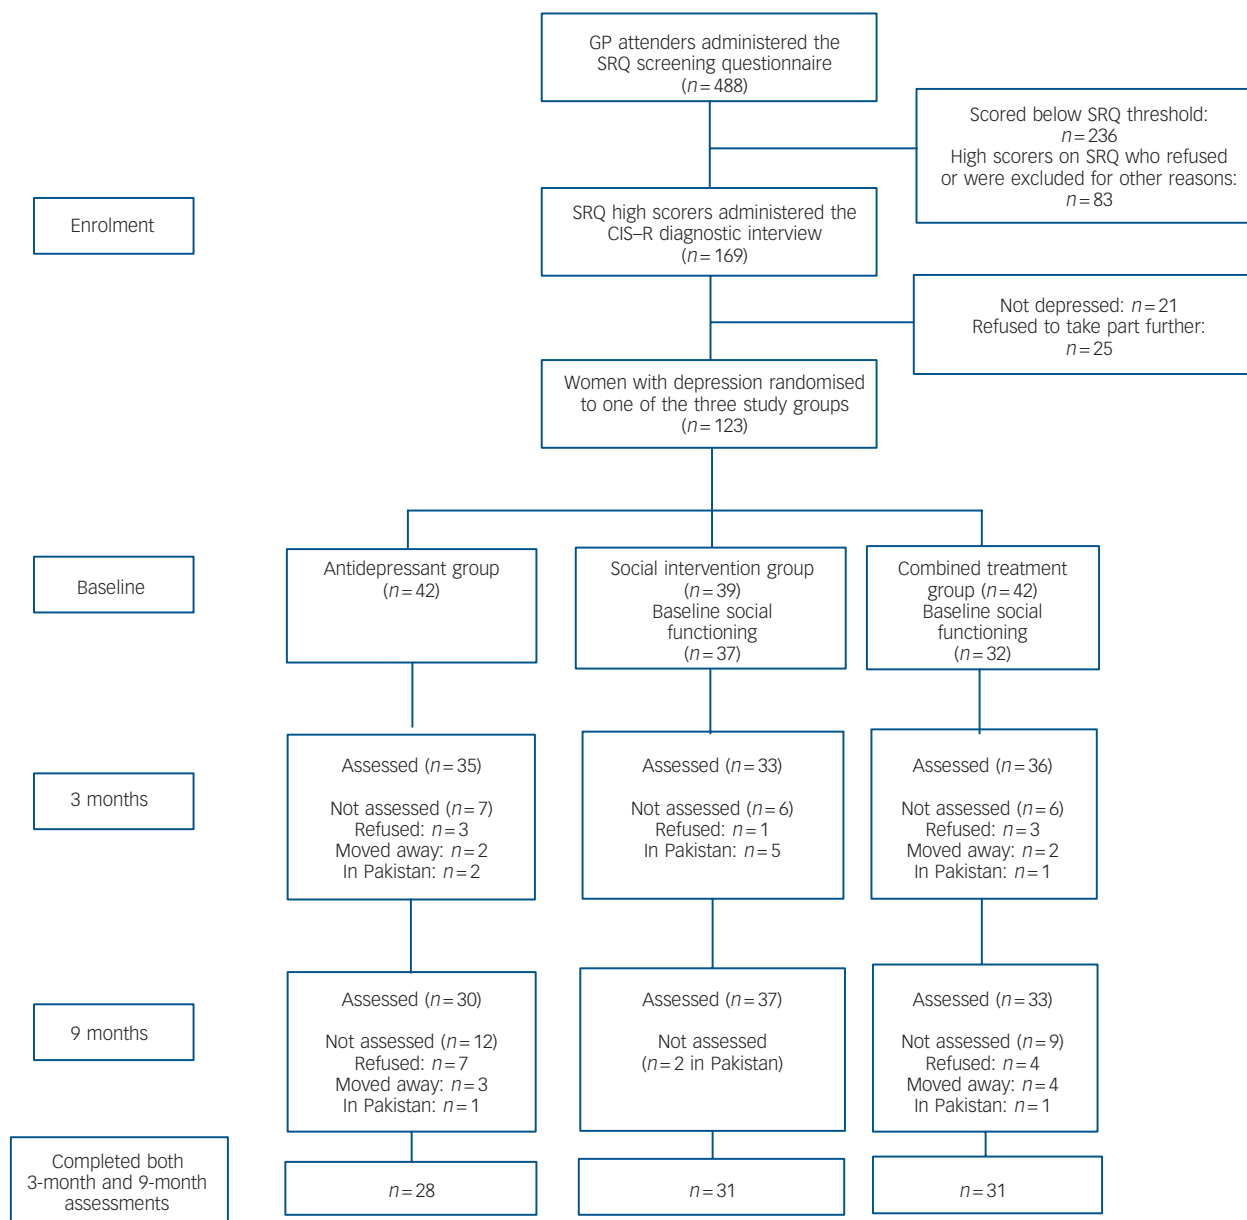 GP attenders administered the
SRQ screening questionnaire
(n=488)
Scored below SRQ threshold:
n=236
High scorers on SRQ who refused
or were excluded for other reasons:
n=83
Enrolment
SRQ high scorers administered the
CIS–R diagnostic interview
(n=169)
Not depressed: n=21
Refused to take part further:
n=25
Women with depression randomised
to one of the three study groups
(n=123)
Baseline
Antidepressant group
(n=42)
Social intervention group
(n=39)
Baseline social
functioning
(n=37)
Combined treatment
group (n=42)
Baseline social
functioning
(n=32)
3 months
Assessed (n=35)
Not assessed (n=7)
Refused: n=3
Moved away: n=2
In Pakistan: n=2
Assessed (n=33)
Not assessed (n=6)
Refused: n=1
In Pakistan: n=5
Assessed (n=36)
Not assessed (n=6)
Refused: n=3
Moved away: n=2
In Pakistan: n=1
9 months
Assessed (n=30)
Not assessed (n=12)
Refused: n=7
Moved away: n=3
In Pakistan: n=1
Assessed (n=37)
Not assessed
(n=2 in Pakistan)
Assessed (n=33)
Not assessed (n=9)
Refused: n=4
Moved away: n=4
In Pakistan: n=1
Completed both
3-month and 9-month
assessments
n=28
n=31
n=31